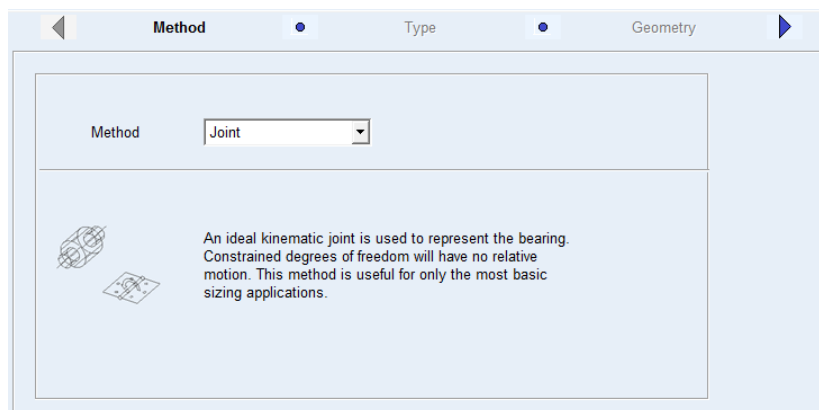 Method Type Geometry
Method Joint
An ideal kinematic joint is used to represent the bearing.
Constrained degrees of freedom will have no relative
motion. This method is useful for only the most basic
sizing applications.